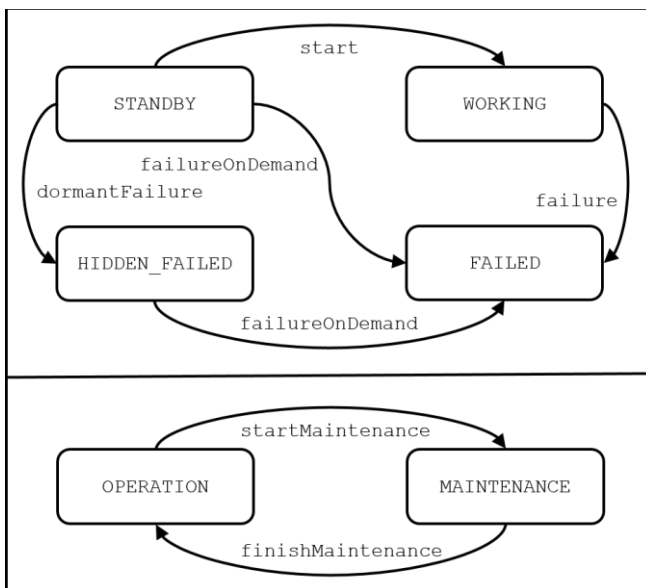 start
STANDBY
WORKING
failureOnDemand
dormantFailure
failure
HIDDEN_FAILED
FAILED
failureOnDemand
startMaintenance
OPERATION
MAINTENANCE
finishMaintenance